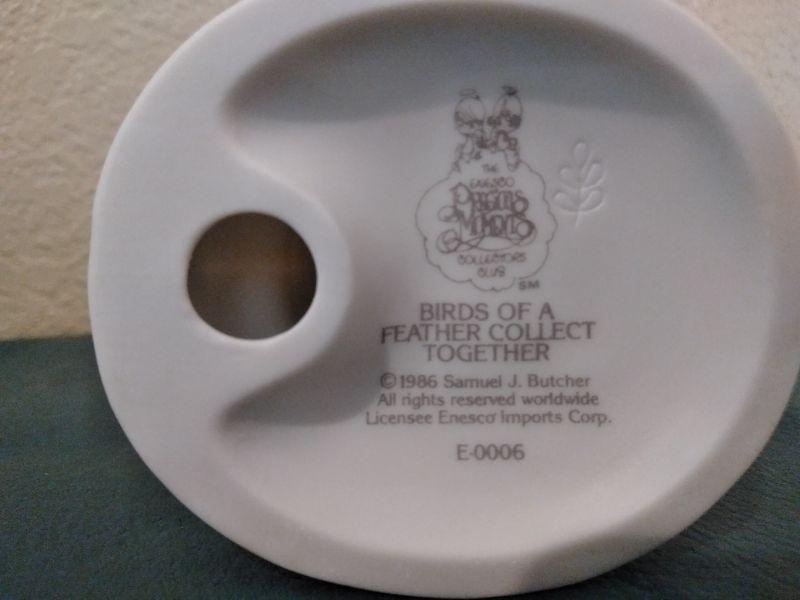 THE
ENESCO
PRECIOUS
MOMENTS
COLLECTORS
CLUB
SM
BIRDS OF A
FEATHER COLLECT
TOGETHER
©1986 Samuel J. Butcher
All rights reserved worldwide
Licensee Enesco Imports Corp.
E-0006